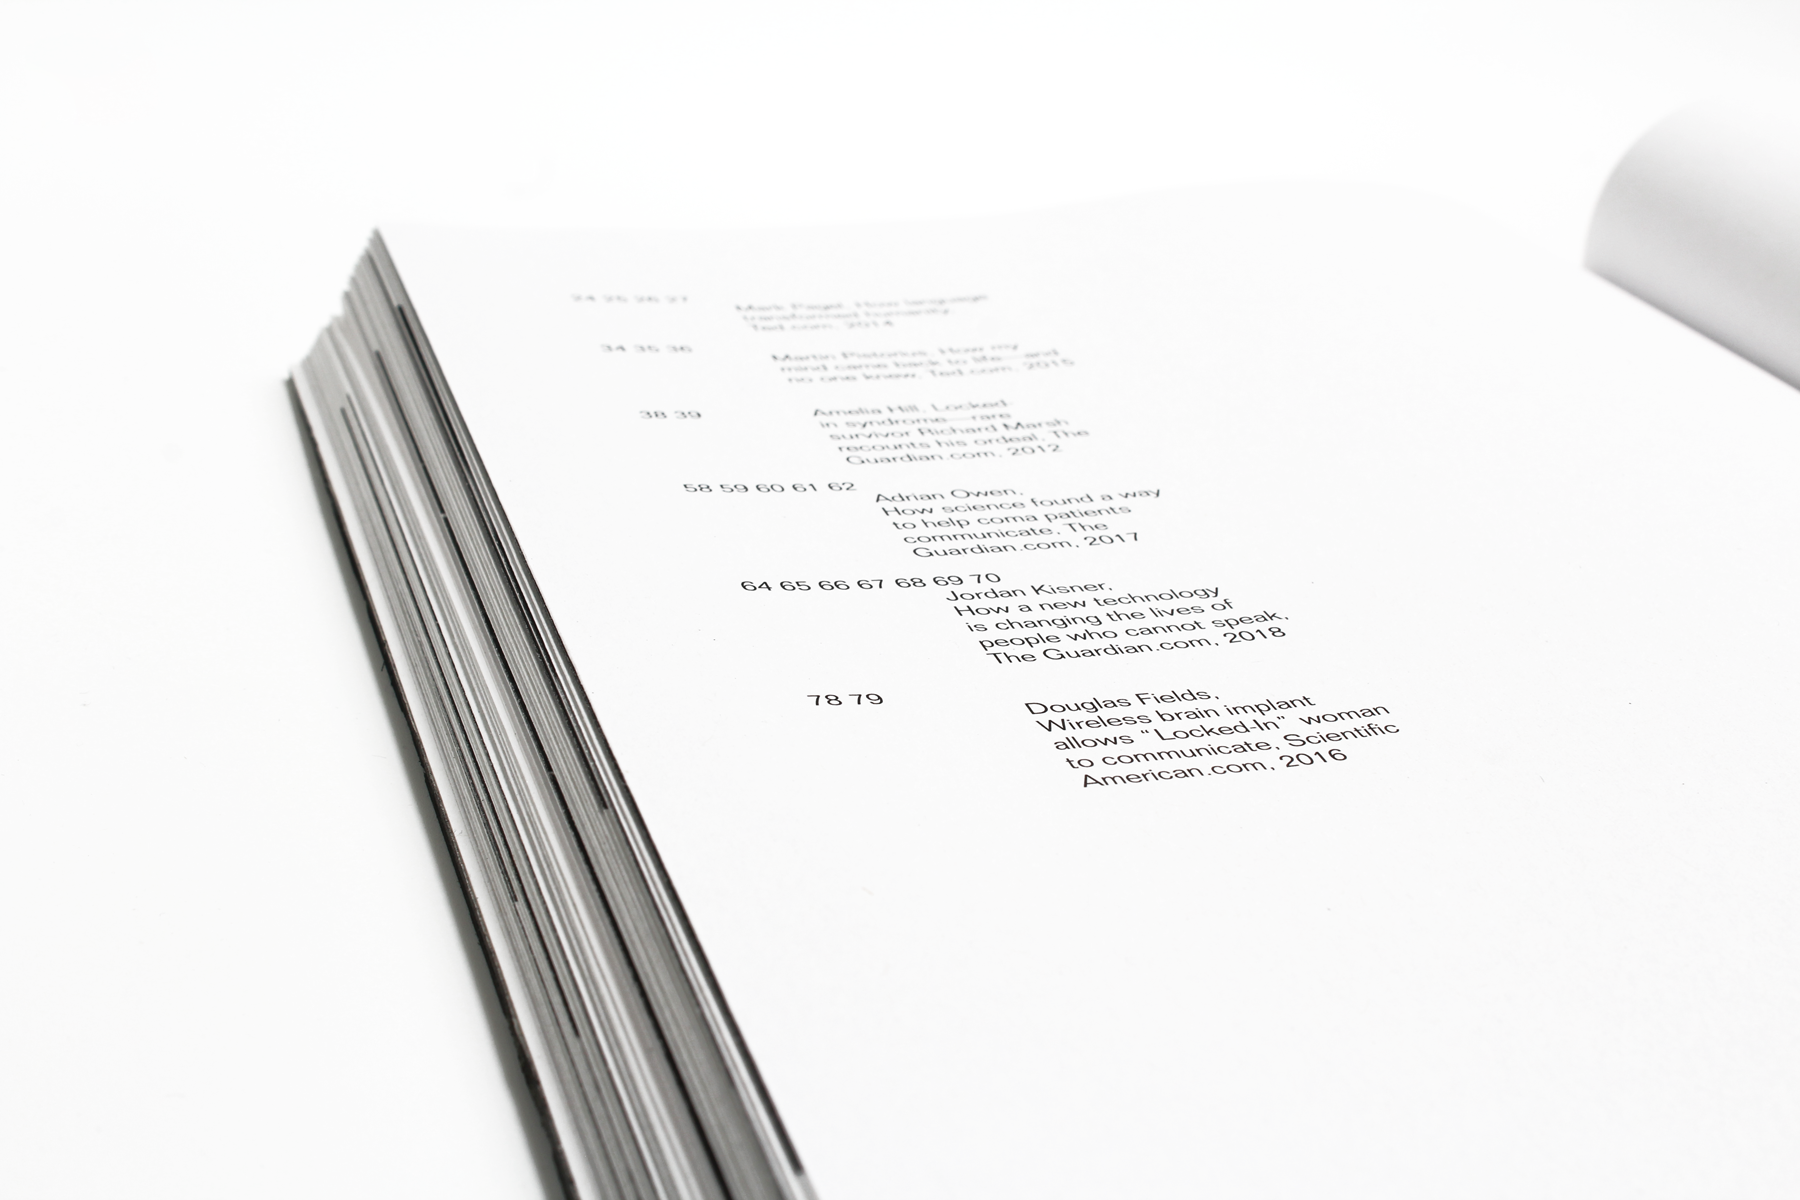 24 25 26 27
Mark Pagel, How language
transformed humanity,
Ted.com, 2014
34 35 36
Martin Pistorius, How my
mind came back to life—and
no one knew, Ted.com, 2015
38 39
Amelia Hill, Locked-
in syndrome—rare
survivor Richard Marsh
recounts his ordeal, The
Guardian.com, 2012
58 59 60 61 62
Adrian Owen,
How science found a way
to help coma patients
communicate, The
Guardian.com, 2017
64 65 66 67 68 69 70
Jordan Kisner,
How a new technology
is changing the lives of
people who cannot speak,
The Guardian.com, 2018
78 79
Douglas Fields,
Wireless brain implant
allows “ Locked-In” woman
to communicate, Scientific
American.com, 2016